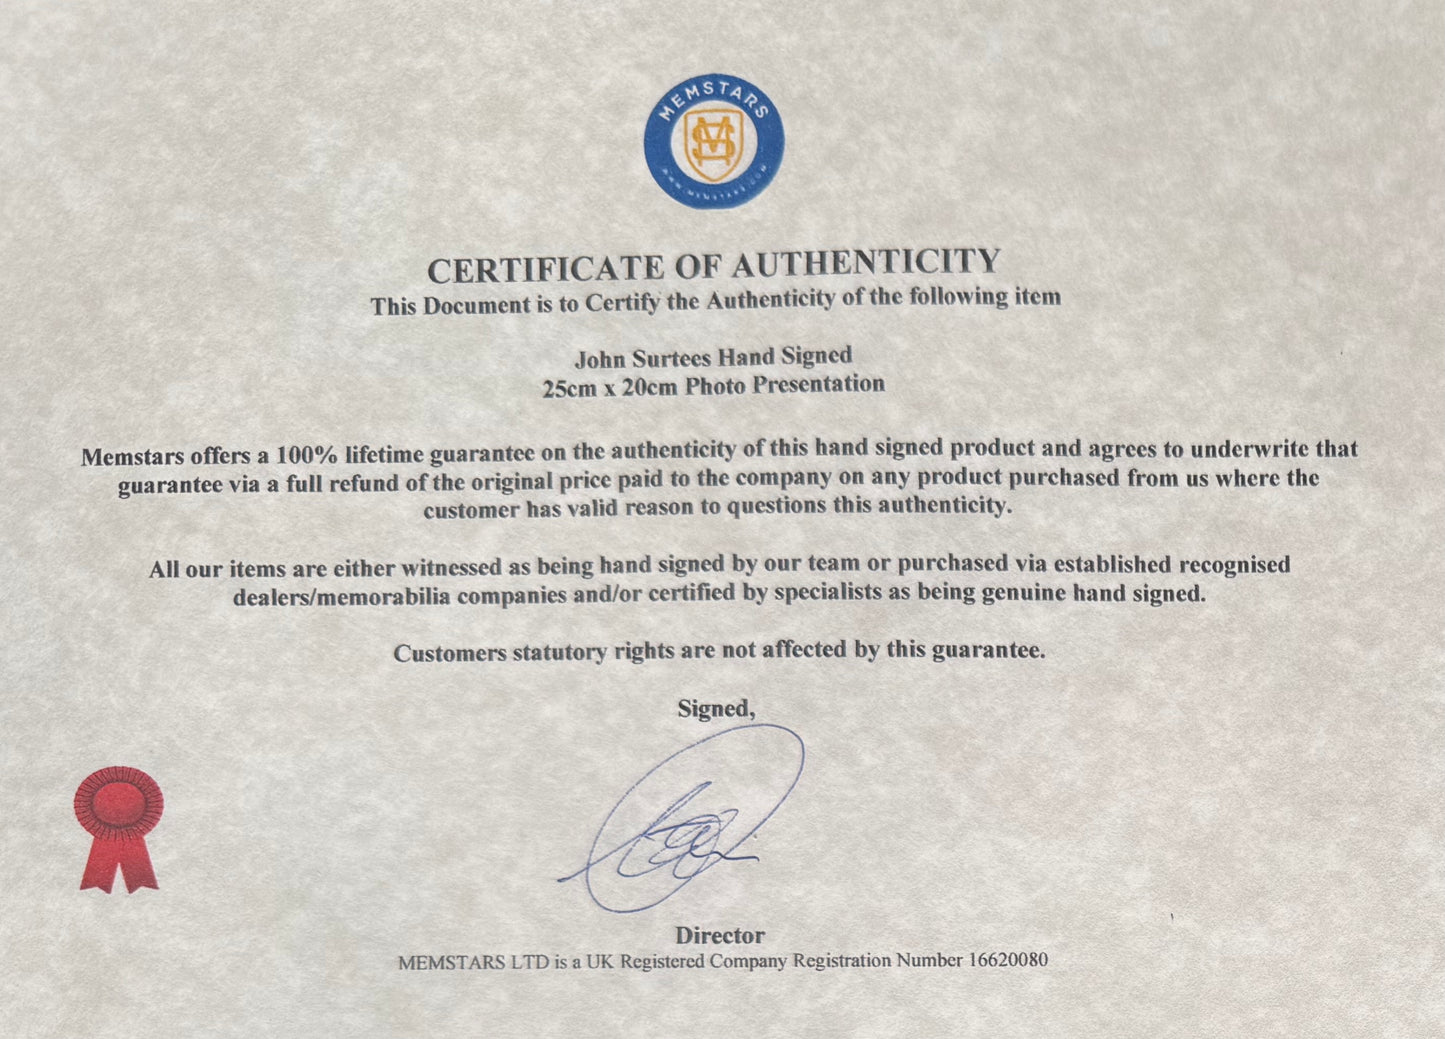 MEMSTARS
WWW.MEMSTARS.COM
CERTIFICATE OF AUTHENTICITY
This Document is to Certify the Authenticity of the following item
John Surtees Hand Signed
25cm x 20cm Photo Presentation
Memstars offers a 100% lifetime guarantee on the authenticity of this hand signed product and agrees to underwrite that
guarantee via a full refund of the original price paid to the company on any product purchased from us where the
customer has valid reason to questions this authenticity.
All our items are either witnessed as being hand signed by our team or purchased via established recognised
dealers/memorabilia companies and/or certified by specialists as being genuine hand signed.
Customers statutory rights are not affected by this guarantee.
Signed,
Director
MEMSTARS LTD is a UK Registered Company Registration Number 16620080